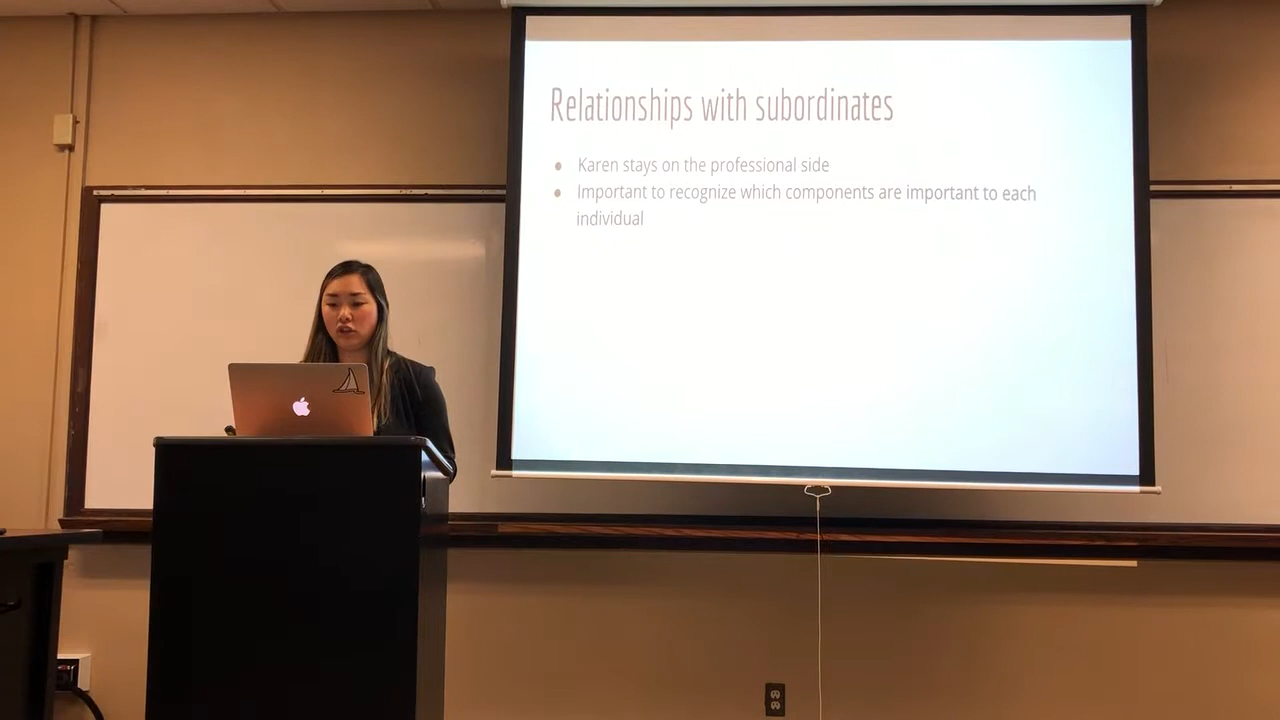 Relationships with subordinates
● Karen stays on the professional side
● Important to recognize which components are important to each
individual